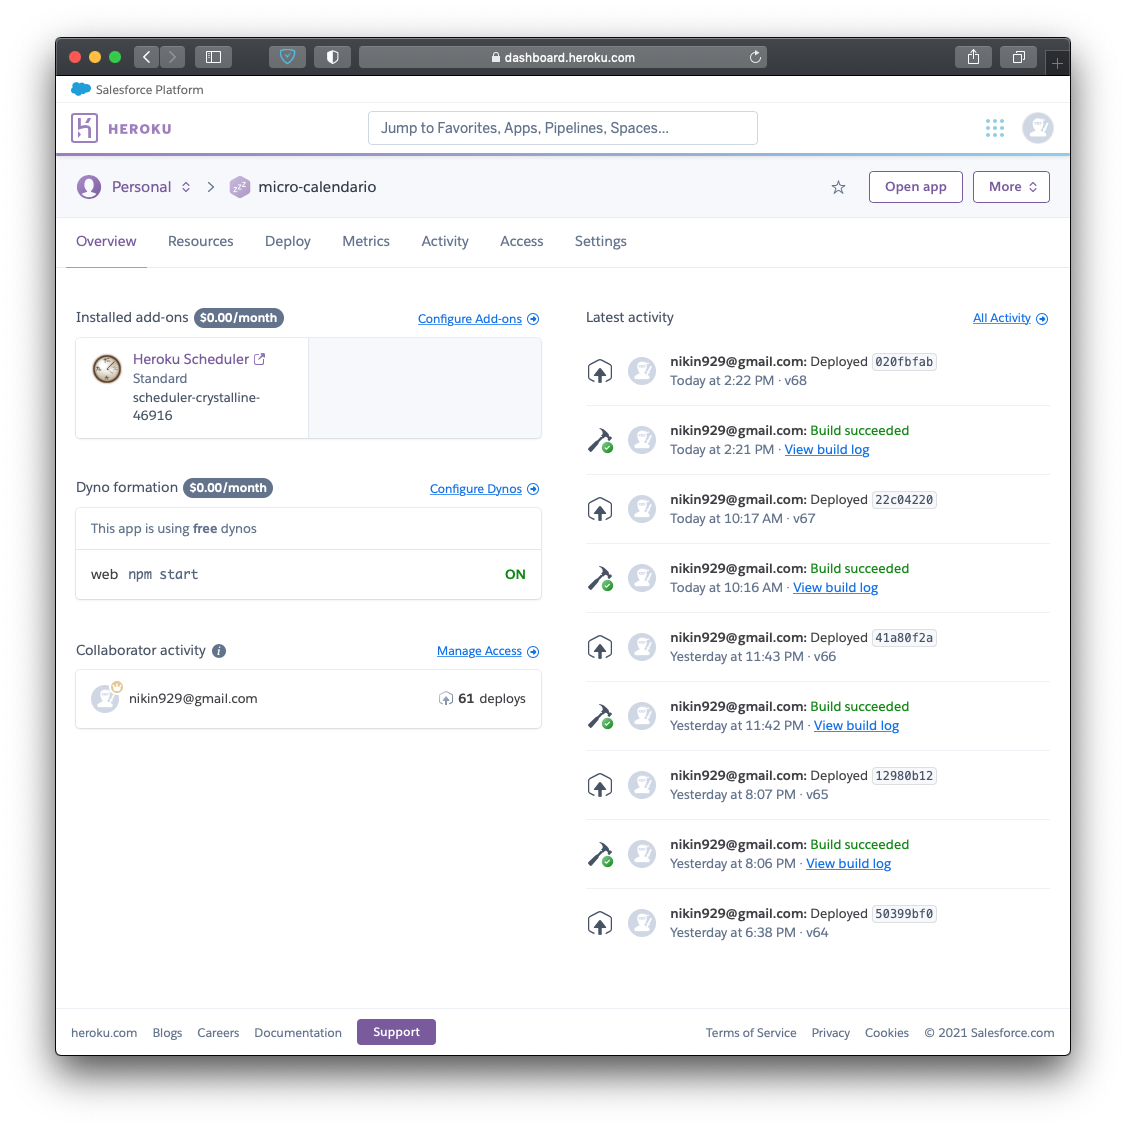 dashboard.heroku.com
Salesforce Platform
HEROKU
Jump to Favorites, Apps, Pipelines, Spaces...
Personal
micro-calendario
Open app
More
Overview
Resources
Deploy
Metrics
Activity
Access
Settings
Installed add-ons $0.00/month
Configure Add-ons
Heroku Scheduler
Standard
scheduler-crystalline-
46916
Dyno formation $0.00/month
Configure Dynos
This app is using free dynos
web npm start
ON
Collaborator activity
Manage Access
nikin929@gmail.com
61 deploys
Latest activity
All Activity
nikin929@gmail.com: Deployed 020fbfab
Today at 2:22 PM · v68
nikin929@gmail.com: Build succeeded
Today at 2:21 PM · View build log
nikin929@gmail.com: Deployed 22c04220
Today at 10:17 AM · v67
nikin929@gmail.com: Build succeeded
Today at 10:16 AM · View build log
nikin929@gmail.com: Deployed 41a80f2a
Yesterday at 11:43 PM · v66
nikin929@gmail.com: Build succeeded
Yesterday at 11:42 PM · View build log
nikin929@gmail.com: Deployed 12980b12
Yesterday at 8:07 PM · v65
nikin929@gmail.com: Build succeeded
Yesterday at 8:06 PM · View build log
nikin929@gmail.com: Deployed 50399bf0
Yesterday at 6:38 PM · v64
heroku.com
Blogs
Careers
Documentation
Support
Terms of Service
Privacy
Cookies
© 2021 Salesforce.com